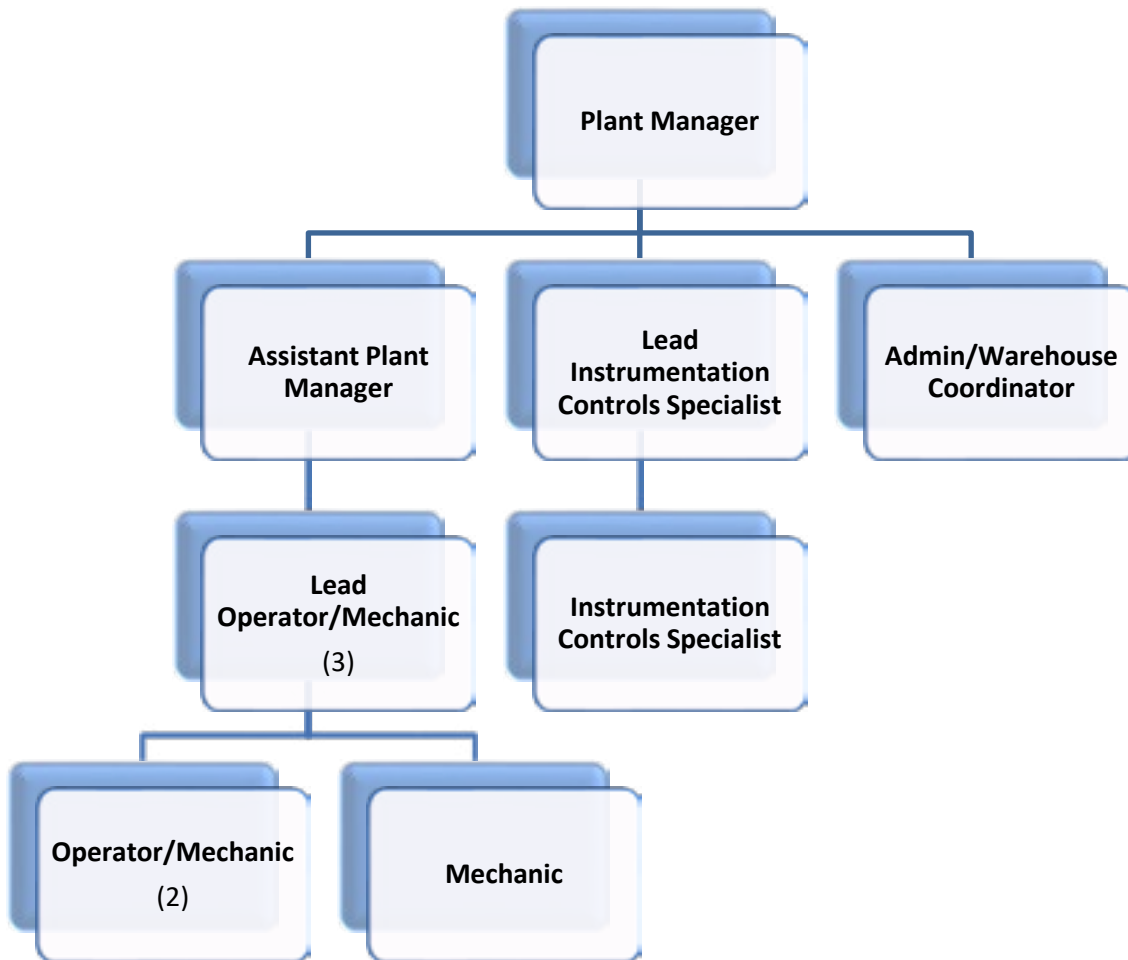 Plant Manager
Assistant Plant
Manager
Lead
Instrumentation
Controls Specialist
Admin/Warehouse
Coordinator
Lead
Operator/Mechanic
(3)
Instrumentation
Controls Specialist
Operator/Mechanic
(2)
Mechanic